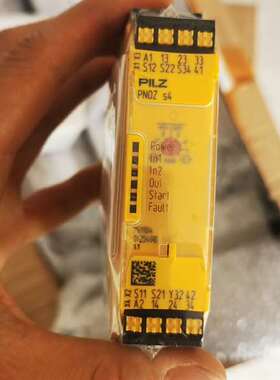 A1 13 23 33
S12 S22 S34 41
PILZ
PNOZ s4
Power
In1
In2
Out
Start
Fault
S11 S21 Y32 42
A2 14 24 34